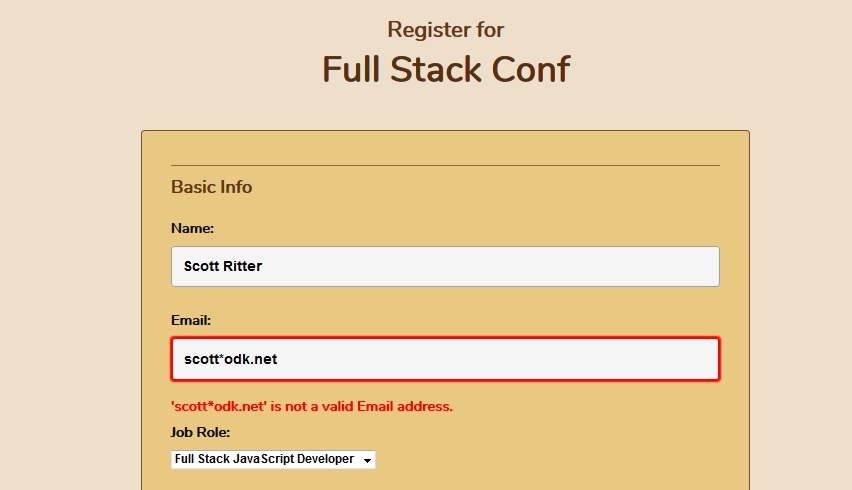 Register for
Full Stack Conf
Basic Info
Name:
Scott Ritter
Email:
scott*odk.net
'scott*odk.net' is not a valid Email address.
Job Role:
Full Stack JavaScript Developer